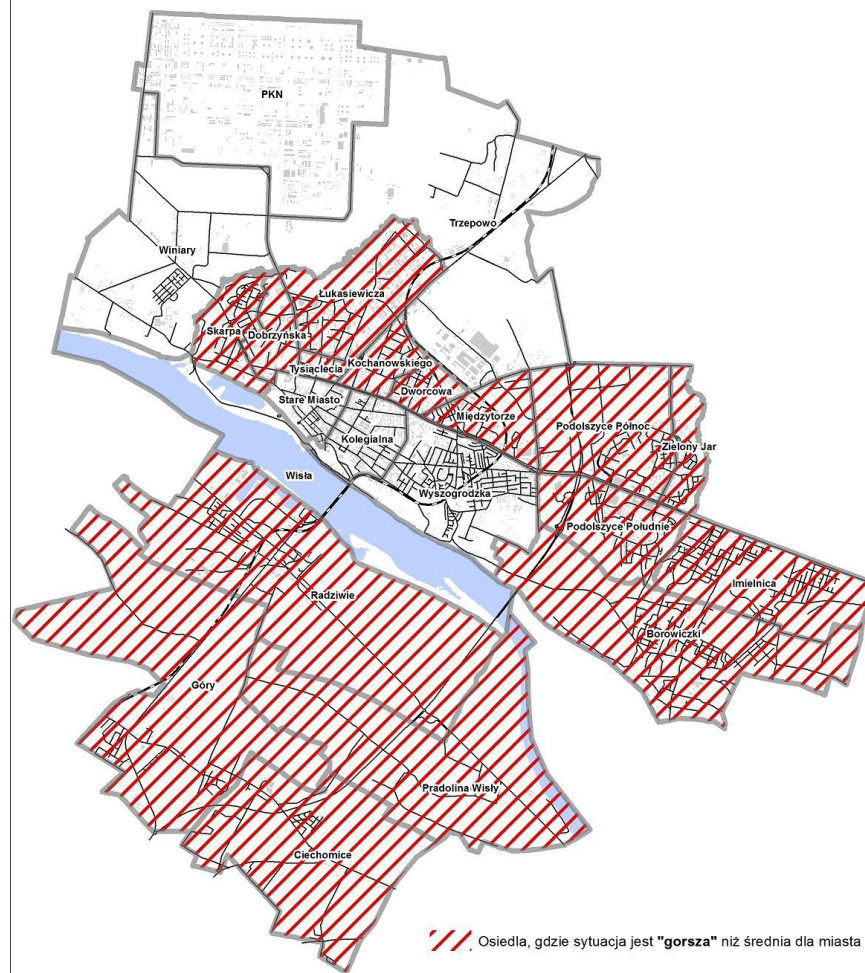 PKN
Trzepowo
Winiary
Łukasiewicza
Skarpa
Dobrzyńska
Tysiąclecia
Kochanowskiego
Dworcowa
Stare Miasto
Międzytorze
Podolszyce Północ
Kolegialna
Zielony Jar
Wisła
Wyszogrodzka
Podolszyce Południe
Imielnica
Radziwie
Borowiczki
Góry
Pradolina Wisły
Ciechomice
Osiedla, gdzie sytuacja jest "gorsza" niż średnia dla miasta